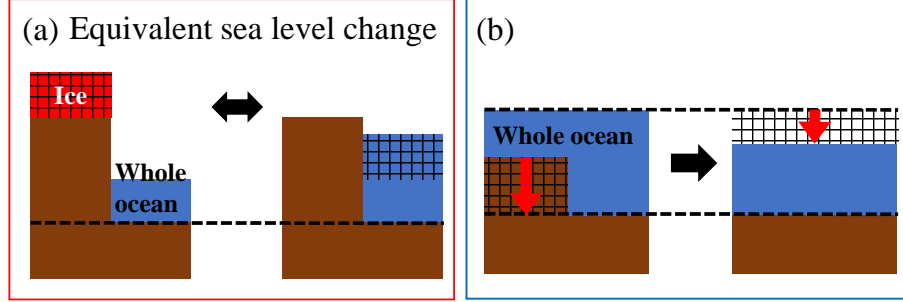 (a) Equivalent sea level change
Ice
Whole
ocean
(b)
Whole ocean